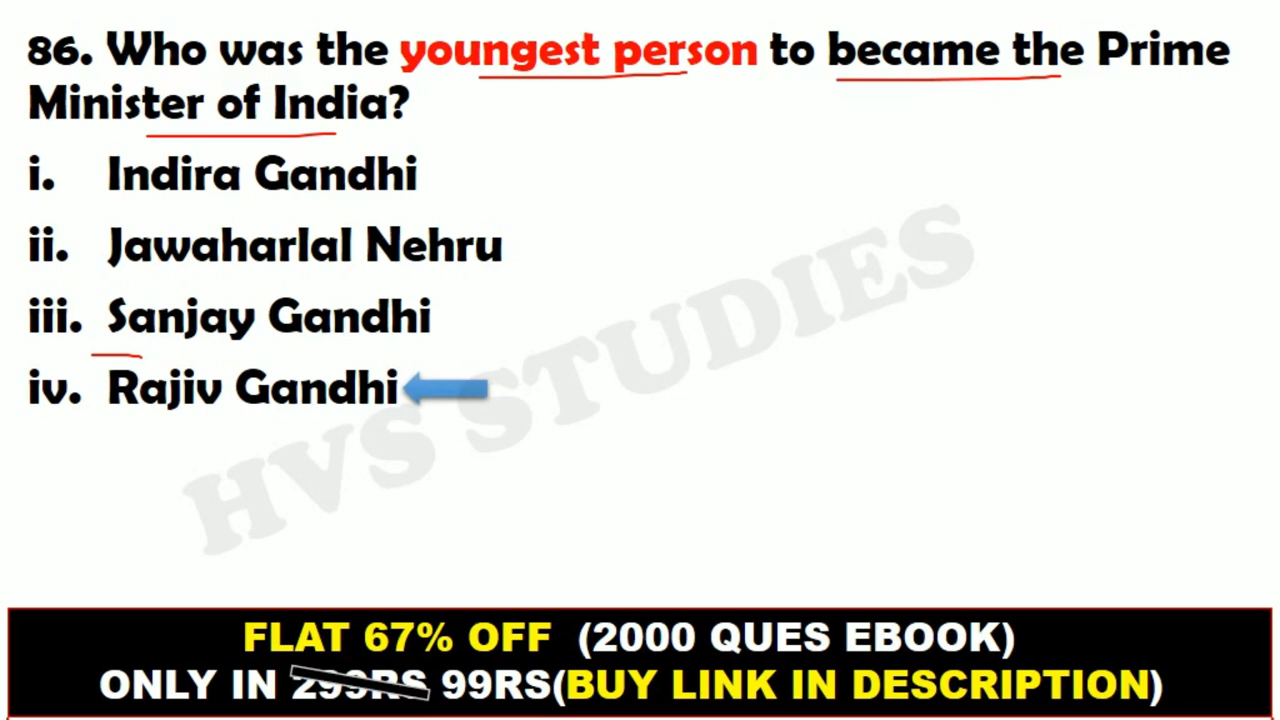 86. Who was the youngest person to became the Prime
Minister of India?
i. Indira Gandhi
ii. Jawaharlal Nehru
iii. Sanjay Gandhi
iv. Rajiv Gandhi
HVS STUDIES
FLAT 67% OFF (2000 QUES EBOOK)
ONLY IN 299RS 99RS(BUY LINK IN DESCRIPTION)